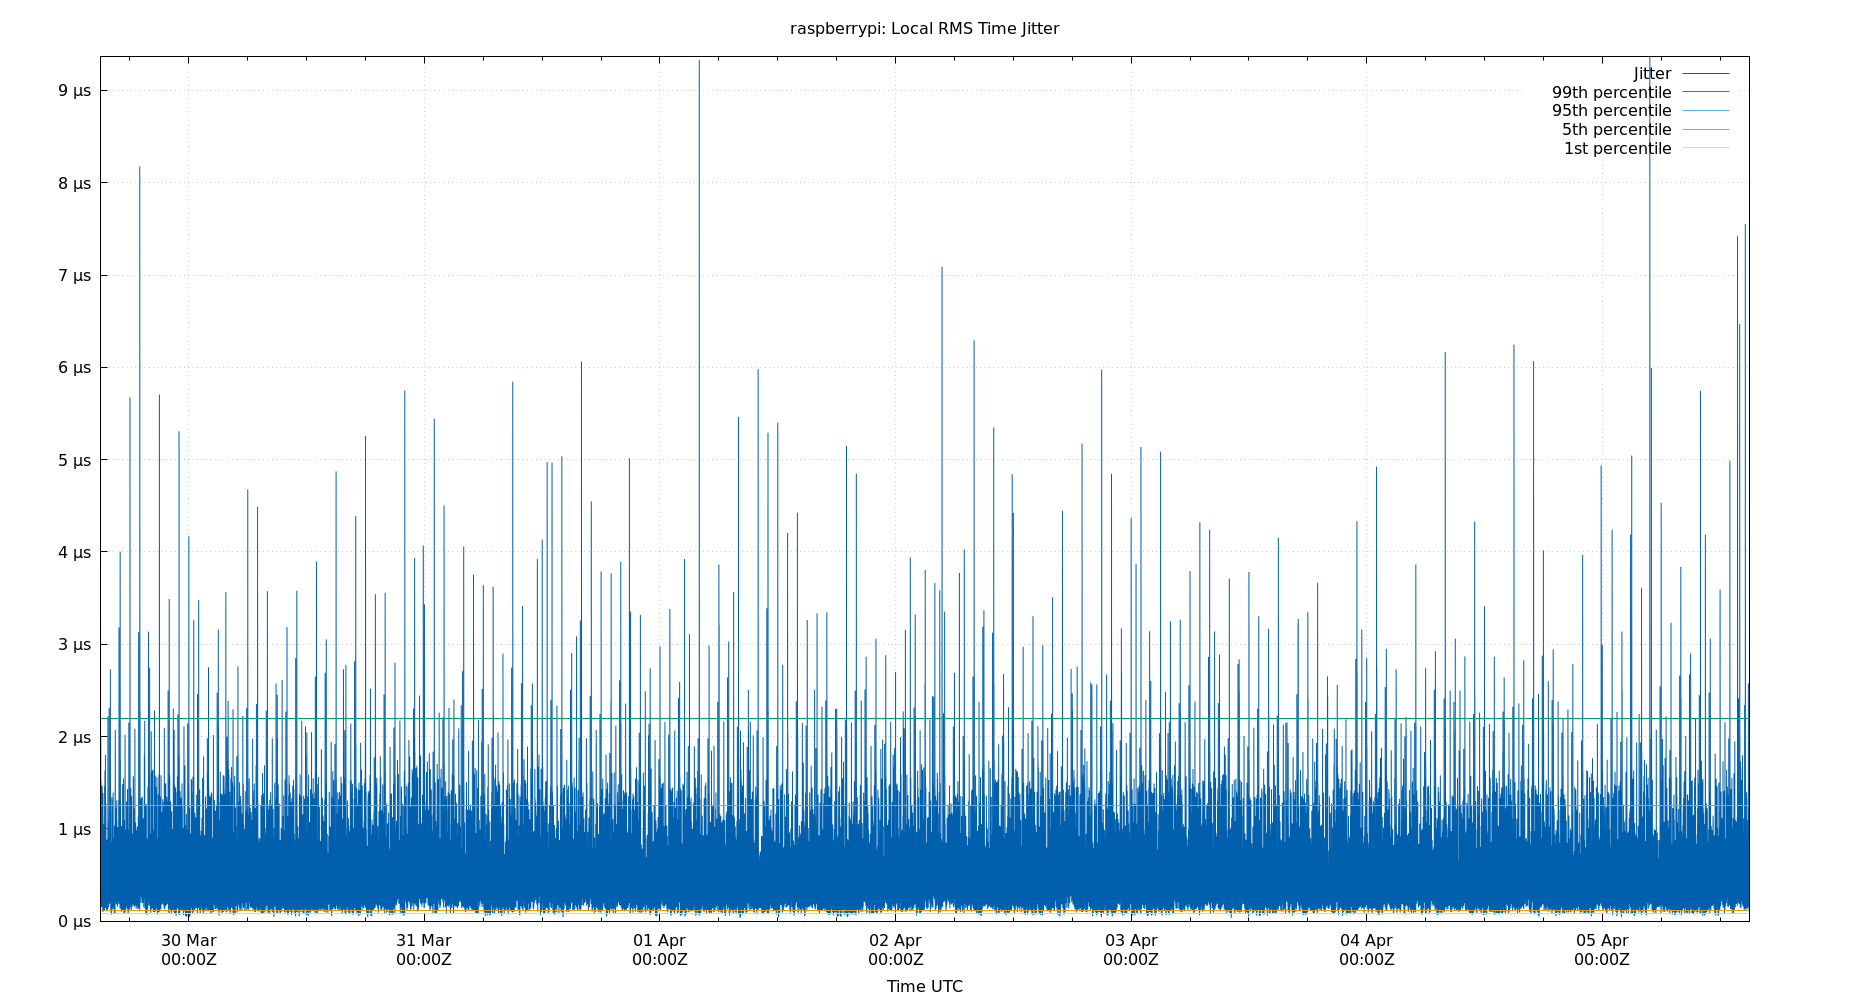 raspberrypi: Local RMS Time Jitter
Jitter
99th percentile
95th percentile
5th percentile
1st percentile
9 µs
8 µs
7 µs
6 µs
5 µs
4 µs
3 µs
2 µs
1 µs
0 µs
30 Mar
00:00Z
31 Mar
00:00Z
01 Apr
00:00Z
02 Apr
00:00Z
03 Apr
00:00Z
04 Apr
00:00Z
05 Apr
00:00Z
Time UTC